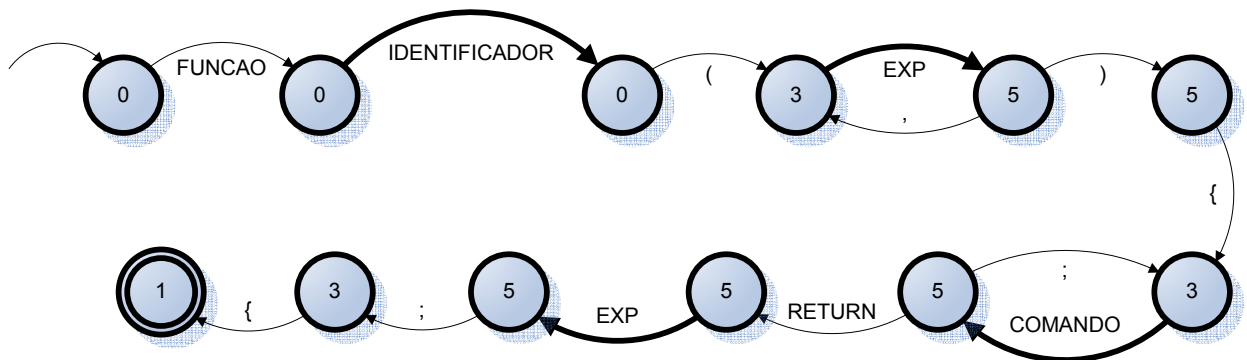 FUNCAO
IDENTIFICADOR
0 0 0 ( 3 EXP 5 ) 5
,
{
1 { 3 ; 5 EXP 5 RETURN 5 ; 3
COMANDO